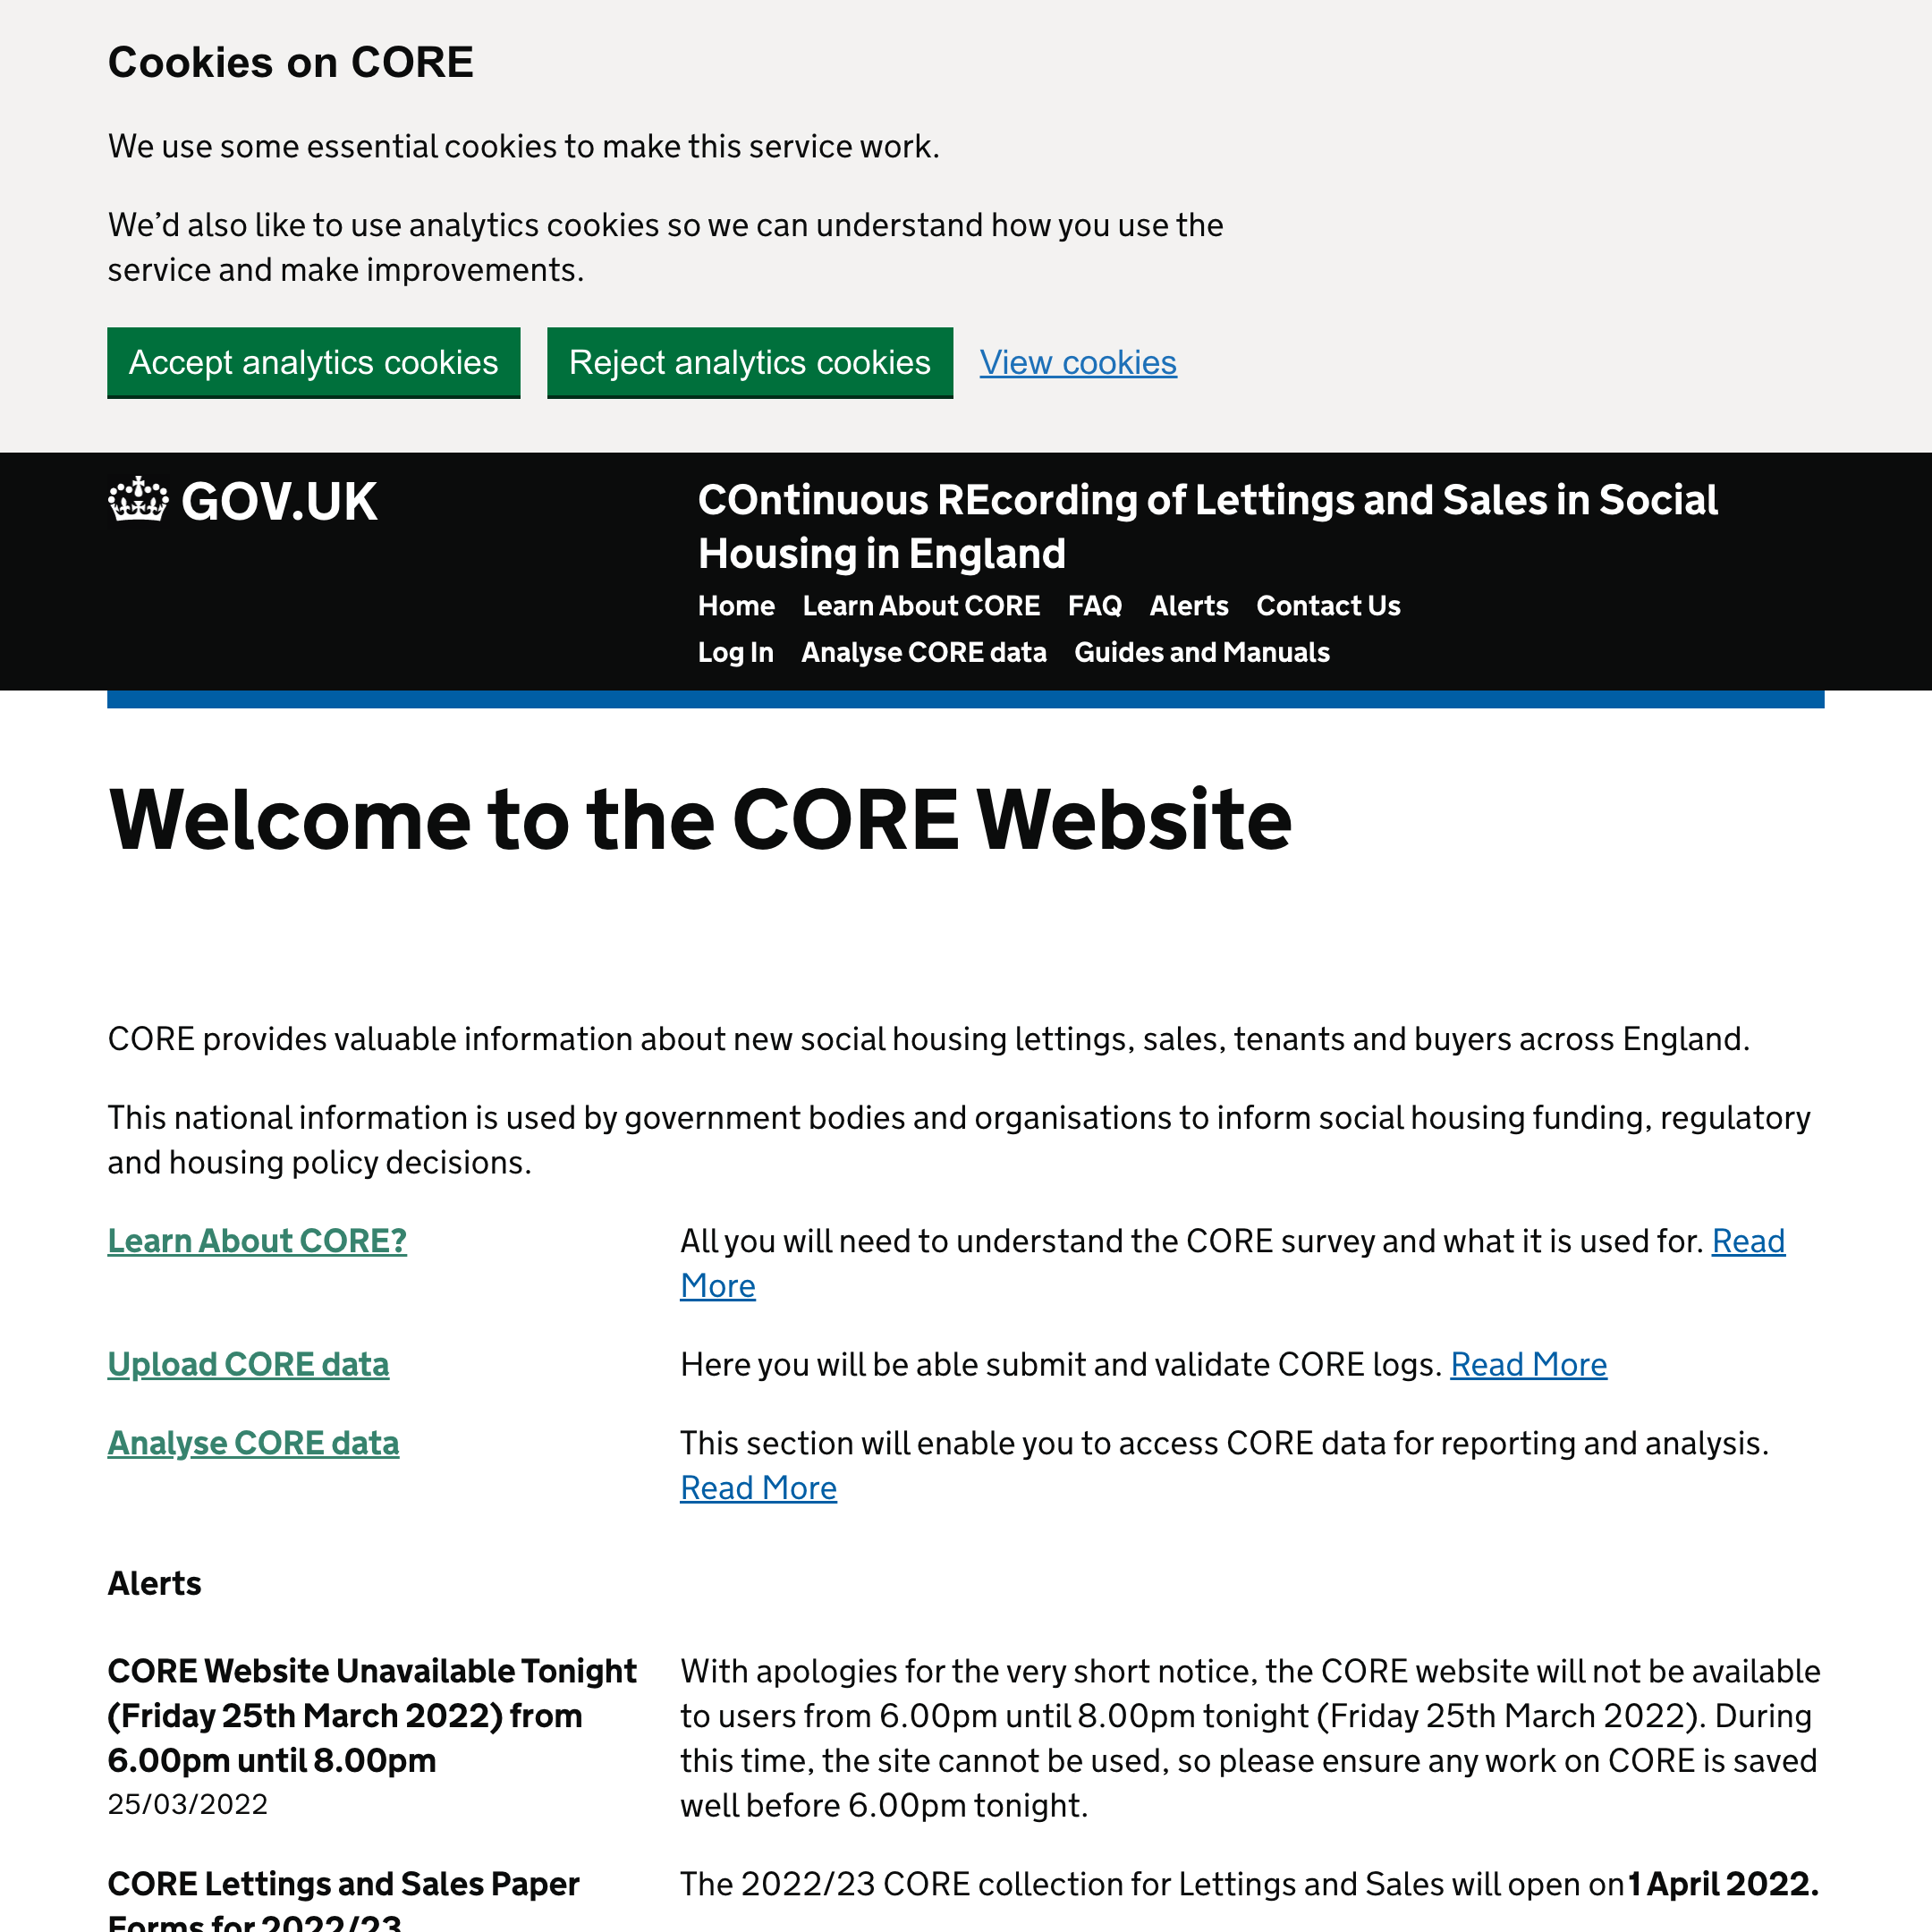 Cookies on CORE
We use some essential cookies to make this service work.
We’d also like to use analytics cookies so we can understand how you use the
service and make improvements.
Accept analytics cookies
Reject analytics cookies
View cookies
GOV.UK
COntinuous REcording of Lettings and Sales in Social
Housing in England
Home Learn About CORE FAQ Alerts Contact Us
Log In Analyse CORE data Guides and Manuals
Welcome to the CORE Website
CORE provides valuable information about new social housing lettings, sales, tenants and buyers across England.
This national information is used by government bodies and organisations to inform social housing funding, regulatory
and housing policy decisions.
Learn About CORE?
All you will need to understand the CORE survey and what it is used for. Read
More
Upload CORE data
Here you will be able submit and validate CORE logs. Read More
Analyse CORE data
This section will enable you to access CORE data for reporting and analysis.
Read More
Alerts
CORE Website Unavailable Tonight
(Friday 25th March 2022) from
6.00pm until 8.00pm
25/03/2022
With apologies for the very short notice, the CORE website will not be available
to users from 6.00pm until 8.00pm tonight (Friday 25th March 2022). During
this time, the site cannot be used, so please ensure any work on CORE is saved
well before 6.00pm tonight.
CORE Lettings and Sales Paper
Forms for 2022/23
The 2022/23 CORE collection for Lettings and Sales will open on 1 April 2022.